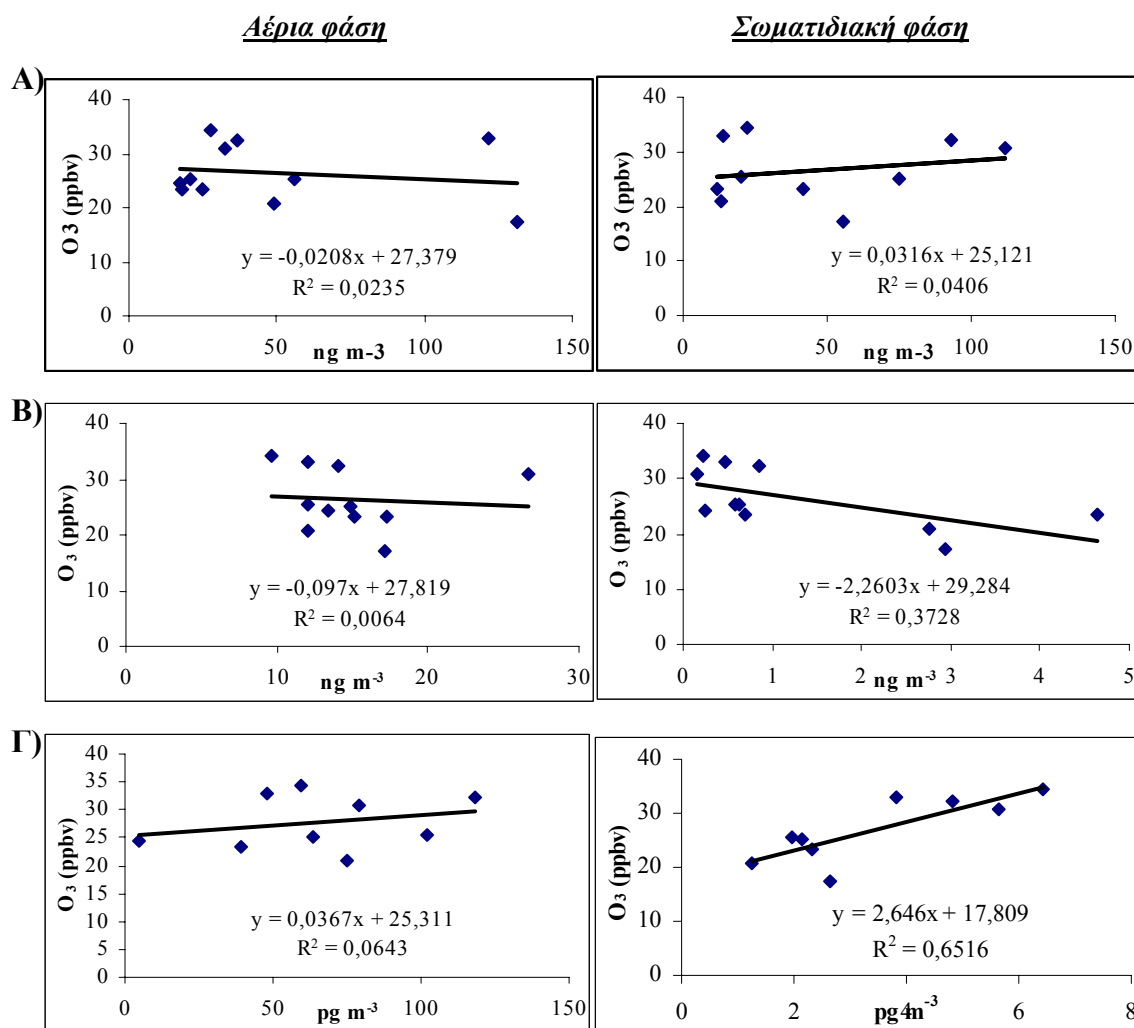 Αέρια φάση
Σωματιδιακή φάση
Α)
40
30
20
10
0
O3 (ppbv)
y = -0,0208x + 27,379
R² = 0,0235
0 50 100 150
ng m-3
40
30
20
10
0
O3 (ppbv)
y = 0,0316x + 25,121
R² = 0,0406
0 50 100 150
ng m-3
Β)
40
30
20
10
0
O₃ (ppbv)
y = -0,097x + 27,819
R² = 0,0064
0 10 20 30
ng m⁻³
40
30
20
10
0
O₃ (ppbv)
y = -2,2603x + 29,284
R² = 0,3728
0 1 2 3 4 5
ng m⁻³
Γ)
40
35
30
25
20
15
10
5
0
O₃ (ppbv)
y = 0,0367x + 25,311
R² = 0,0643
0 50 100 150
pg m⁻³
40
30
20
10
0
O₃ (ppbv)
y = 2,646x + 17,809
R² = 0,6516
0 2 4 6 8
pg m⁻³